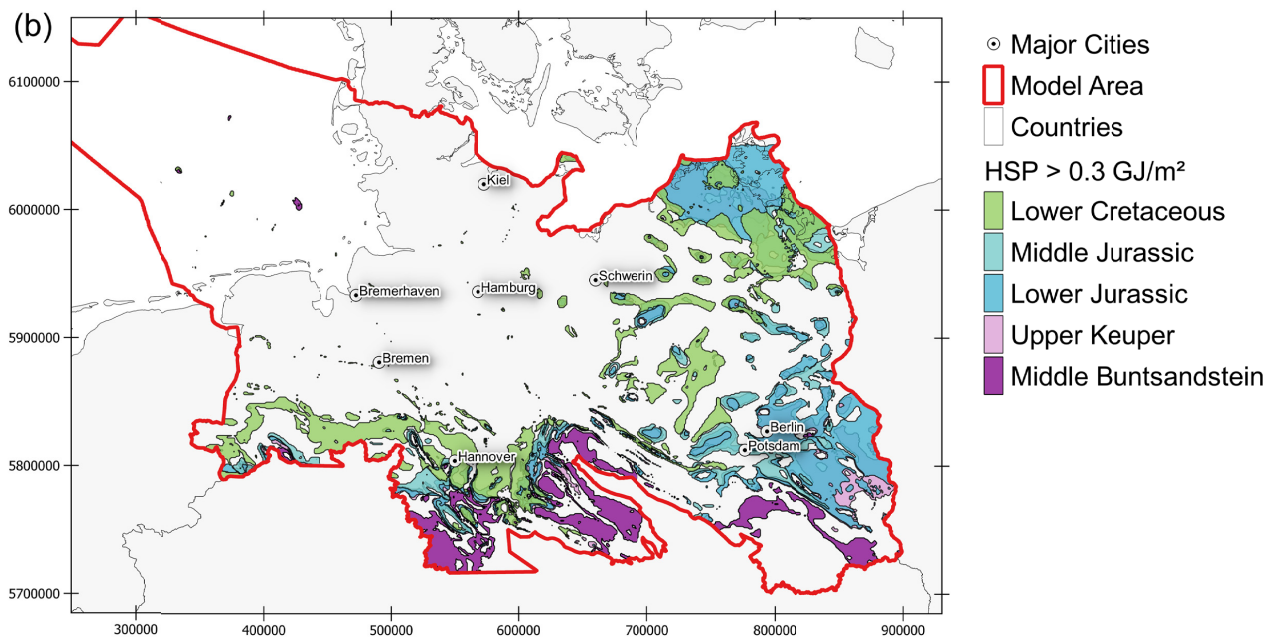 (b)
6100000
6000000
5900000
5800000
5700000
300000
400000
500000
600000
700000
800000
900000
Kiel
Schwerin
Bremerhaven
Hamburg
Bremen
Berlin
Potsdam
Hannover
Major Cities
Model Area
Countries
HSP > 0.3 GJ/m²
Lower Cretaceous
Middle Jurassic
Lower Jurassic
Upper Keuper
Middle Buntsandstein